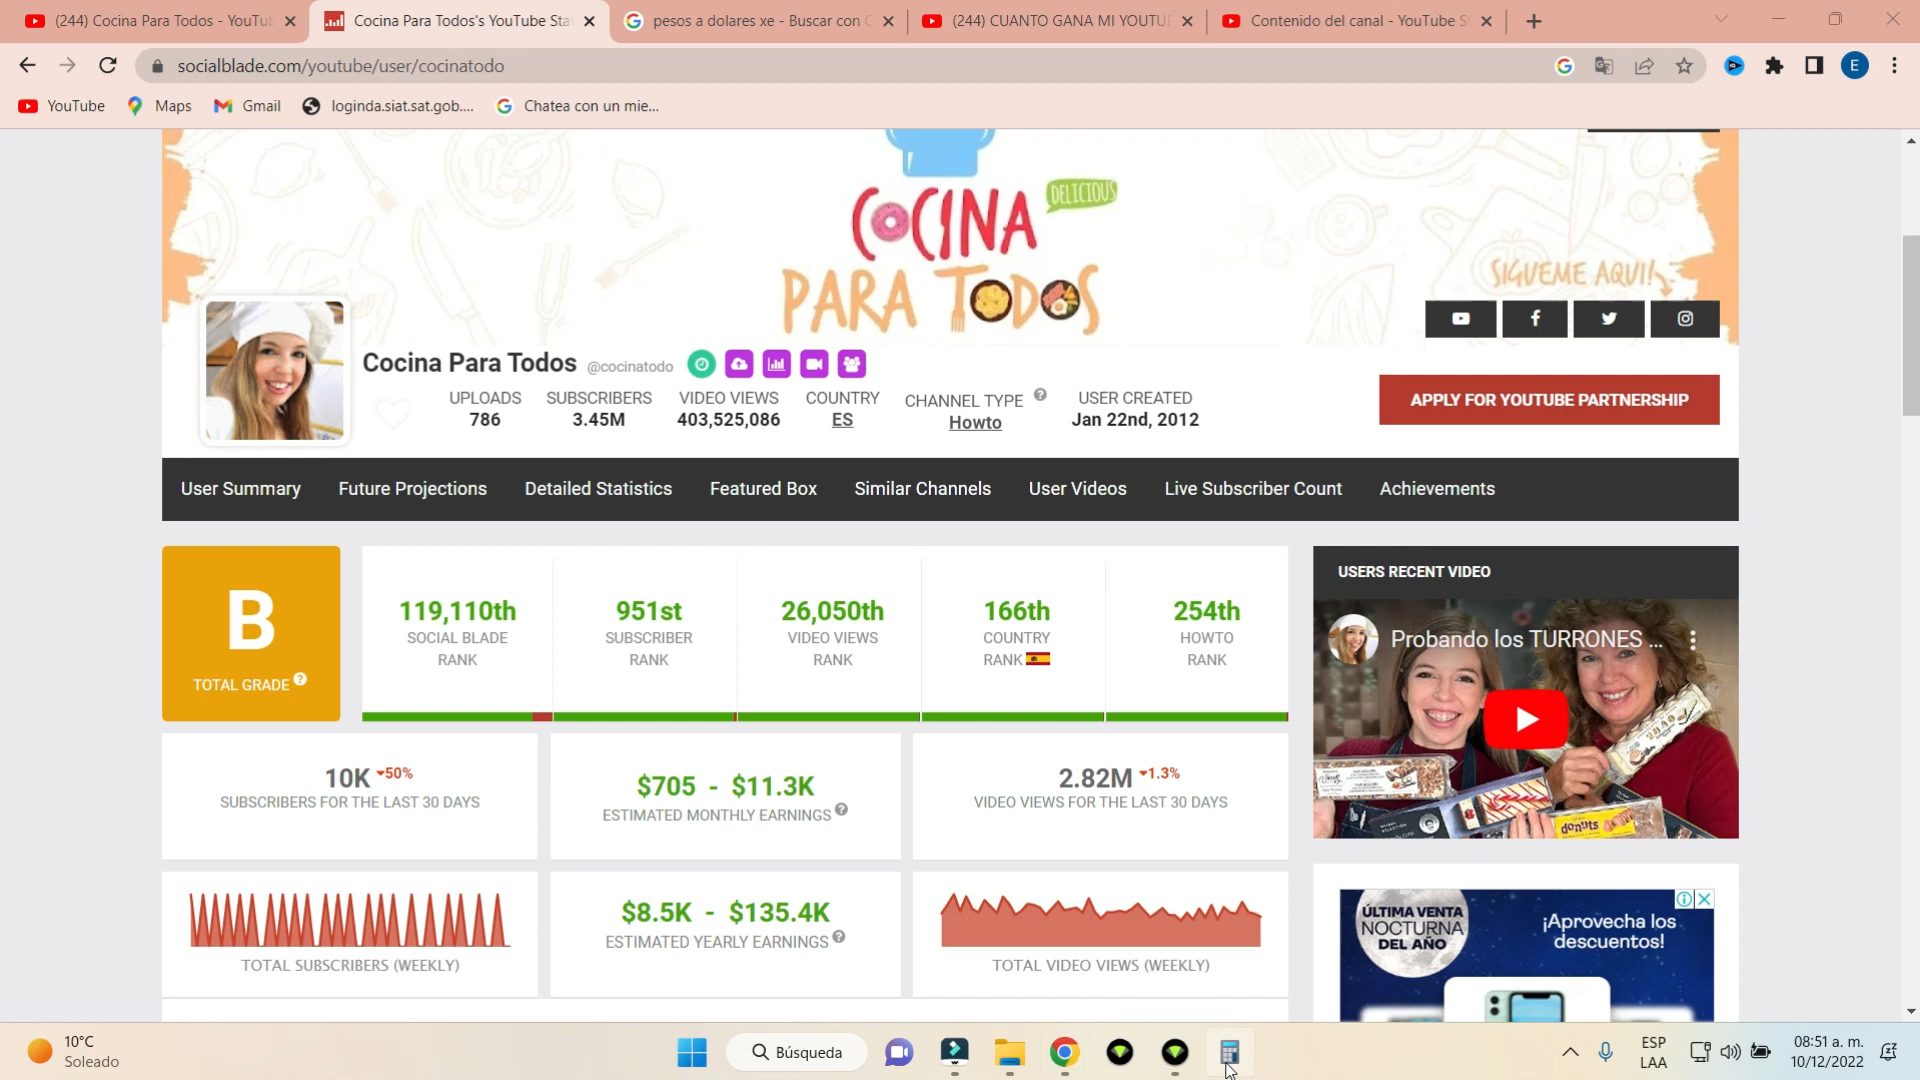 (244) Cocina Para Todos - YouTu
Cocina Para Todos's YouTube Sta
pesos a dolares xe - Buscar con G
(244) CUANTO GANA MI YOUTU
Contenido del canal - YouTube S
socialblade.com/youtube/user/cocinatodo
E
YouTube
Maps
Gmail
loginda.siat.sat.gob....
Chatea con un mie...
COCINA
DELICIOUS
PARA TODOS
SIGUEME AQUI!
Cocina Para Todos @cocinatodo
UPLOADS SUBSCRIBERS VIDEO VIEWS COUNTRY CHANNEL TYPE USER CREATED
786 3.45M 403,525,086 ES Howto Jan 22nd, 2012
APPLY FOR YOUTUBE PARTNERSHIP
User Summary Future Projections Detailed Statistics Featured Box Similar Channels User Videos Live Subscriber Count Achievements
B
TOTAL GRADE
119,110th
SOCIAL BLADE
RANK
951st
SUBSCRIBER
RANK
26,050th
VIDEO VIEWS
RANK
166th
COUNTRY
RANK
254th
HOWTO
RANK
USERS RECENT VIDEO
Probando los TURRONES ...
donuts
10K 50%
SUBSCRIBERS FOR THE LAST 30 DAYS
$705 - $11.3K
ESTIMATED MONTHLY EARNINGS
2.82M 1.3%
VIDEO VIEWS FOR THE LAST 30 DAYS
TOTAL SUBSCRIBERS (WEEKLY)
$8.5K - $135.4K
ESTIMATED YEARLY EARNINGS
TOTAL VIDEO VIEWS (WEEKLY)
ÚLTIMA VENTA
NOCTURNA
DEL AÑO
¡Aprovecha los
descuentos!
10°C
Soleado
Búsqueda
ESP
LAA
08:51 a. m.
10/12/2022